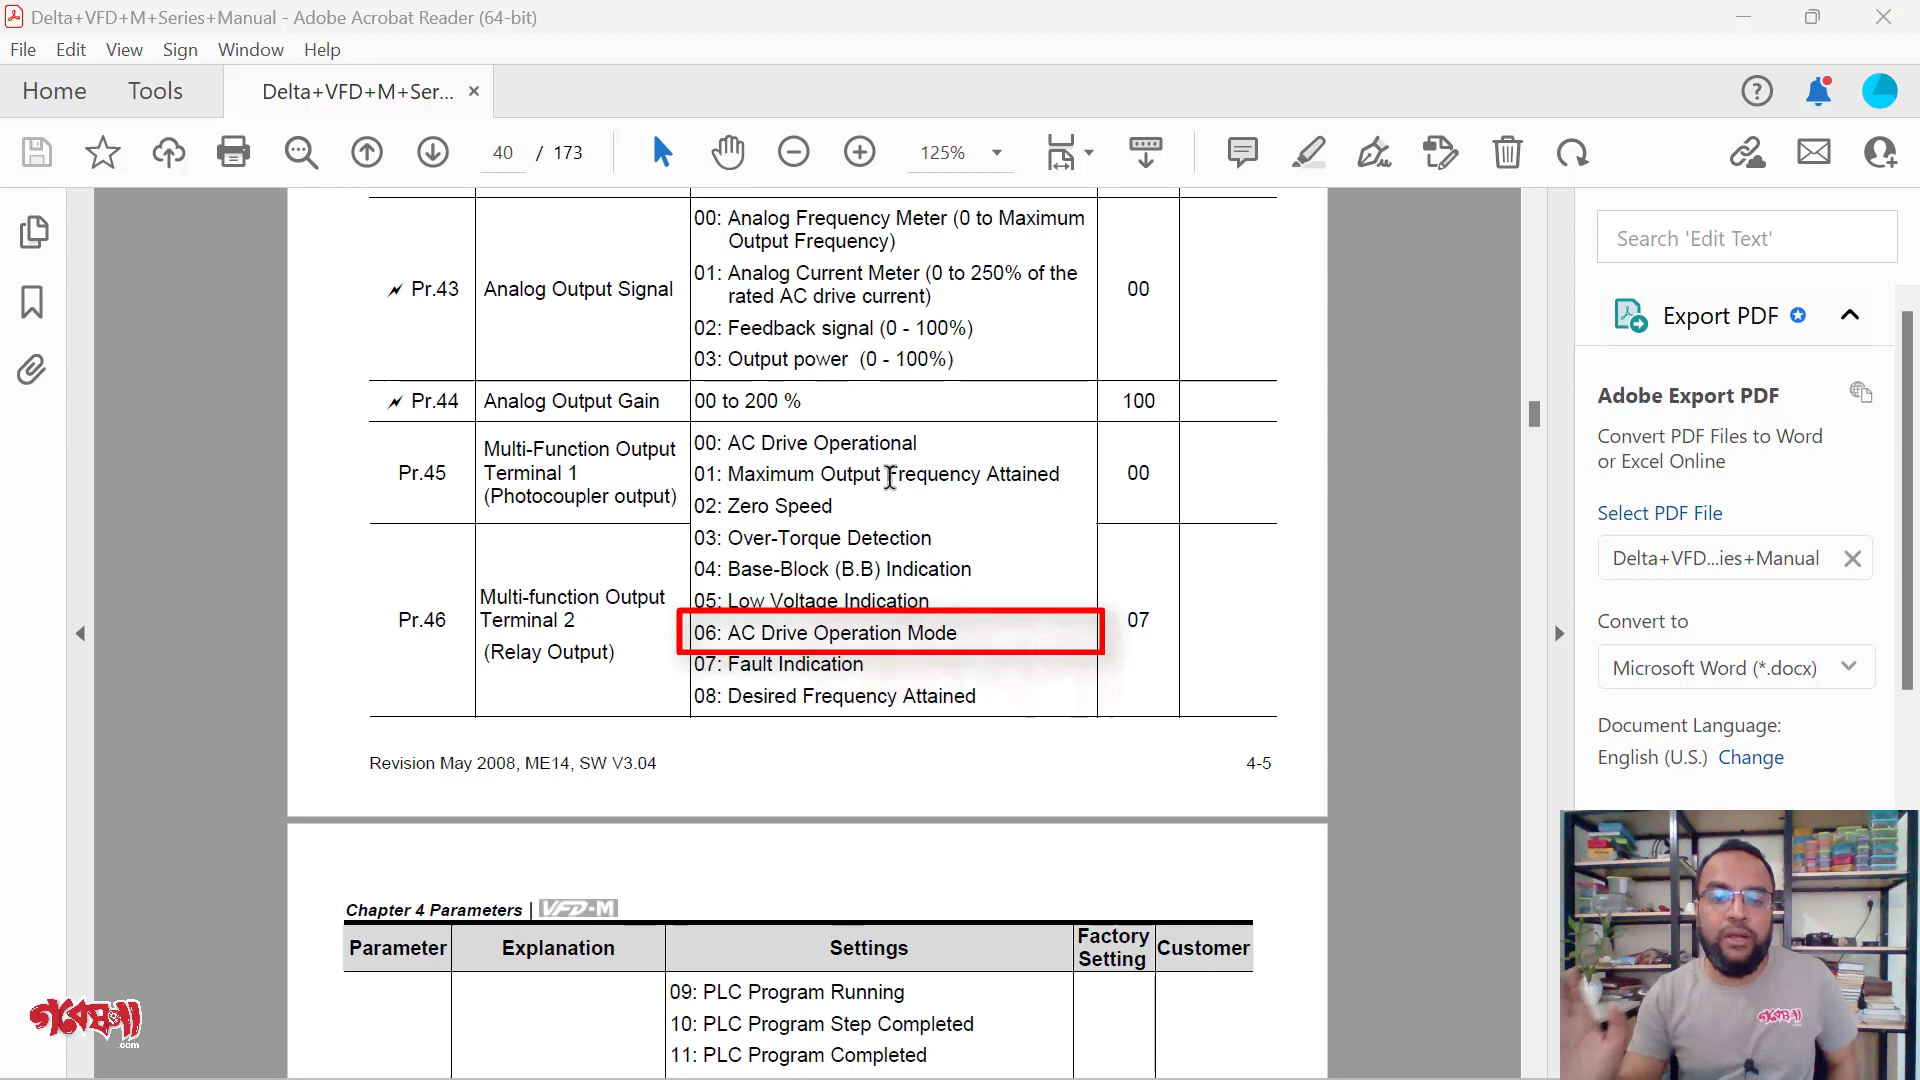 Delta+VFD+M+Series+Manual - Adobe Acrobat Reader (64-bit)
File Edit View Sign Window Help
Home Tools Delta+VFD+M+Ser... ×
40 / 173 125%
Search 'Edit Text'
Export PDF
Adobe Export PDF
Convert PDF Files to Word
or Excel Online
Select PDF File
Delta+VFD...ies+Manual
Convert to
Microsoft Word (*.docx)
Document Language:
English (U.S.) Change
Pr.43 Analog Output Signal
00: Analog Frequency Meter (0 to Maximum
Output Frequency)
01: Analog Current Meter (0 to 250% of the
rated AC drive current)
02: Feedback signal (0 - 100%)
03: Output power (0 - 100%)
00
Pr.44 Analog Output Gain 00 to 200 % 100
Pr.45
Multi-Function Output
Terminal 1
(Photocoupler output)
00
Pr.46
Multi-function Output
Terminal 2
(Relay Output)
07
00: AC Drive Operational
01: Maximum Output Frequency Attained
02: Zero Speed
03: Over-Torque Detection
04: Base-Block (B.B) Indication
05: Low Voltage Indication
06: AC Drive Operation Mode
07: Fault Indication
08: Desired Frequency Attained
Revision May 2008, ME14, SW V3.04 4-5
Chapter 4 Parameters | VFD-M
Parameter Explanation Settings Factory Setting Customer
09: PLC Program Running
10: PLC Program Step Completed
11: PLC Program Completed
গবেষণা
.com
গবেষণা